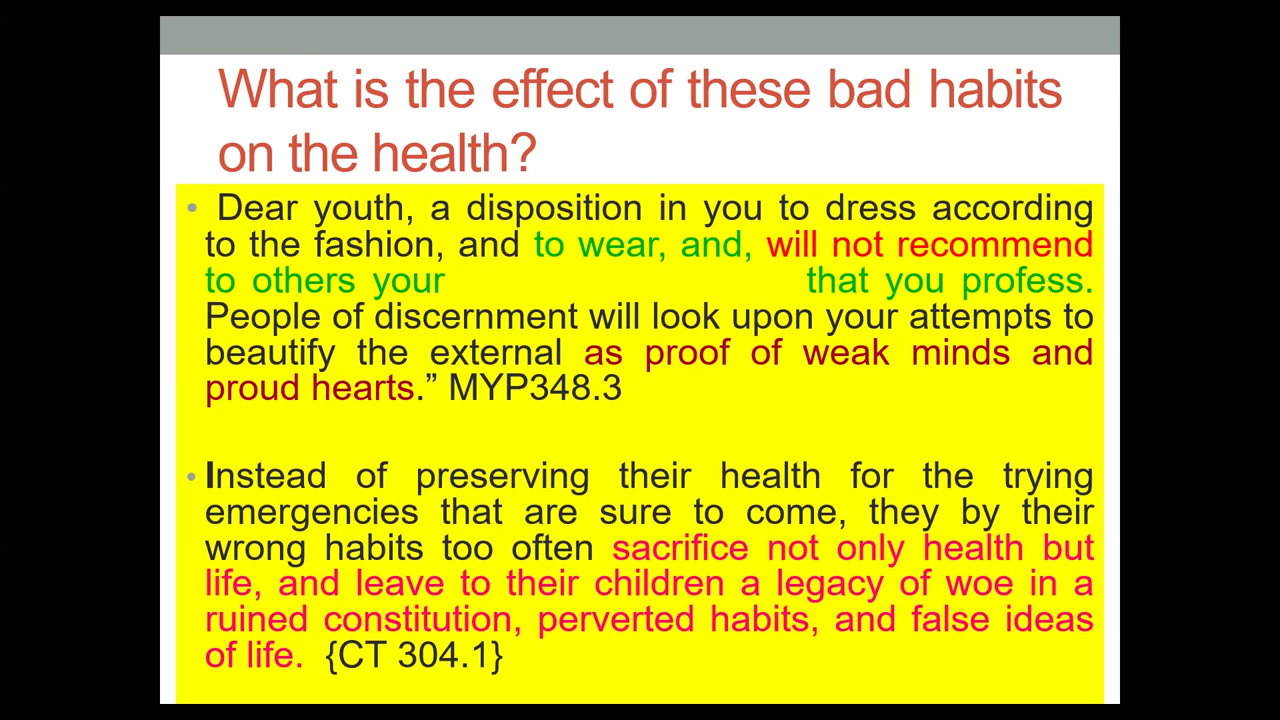 What is the effect of these bad habits
on the health?
• Dear youth, a disposition in you to dress according
to the fashion, and to wear, and, will not recommend
to others your that you profess.
People of discernment will look upon your attempts to
beautify the external as proof of weak minds and
proud hearts.” MYP348.3
• Instead of preserving their health for the trying
emergencies that are sure to come, they by their
wrong habits too often sacrifice not only health but
life, and leave to their children a legacy of woe in a
ruined constitution, perverted habits, and false ideas
of life. {CT 304.1}